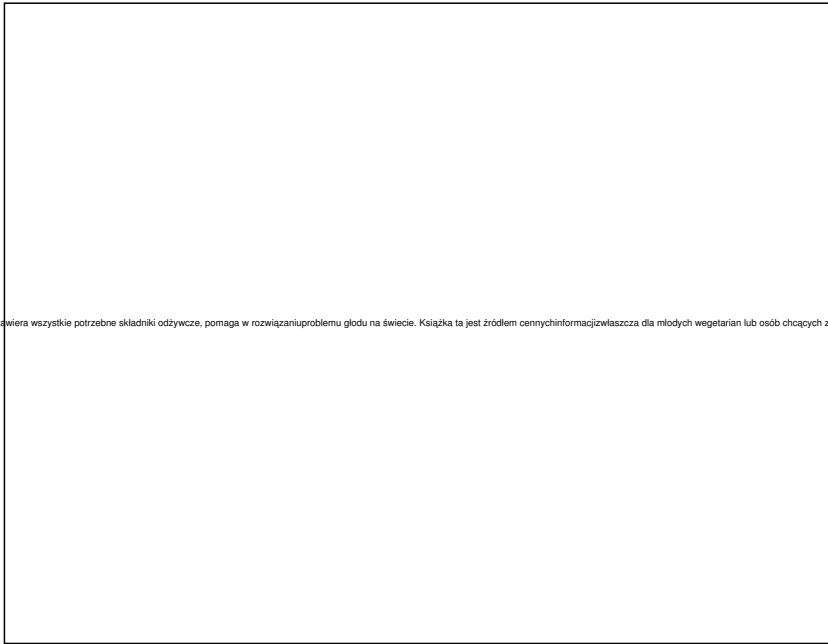 awiera wszystkie potrzebne składniki odżywcze, pomaga w rozwiązaniuproblemu głodu na świecie. Książka ta jest źródłem cennychinformacjizwłaszcza dla młodych wegetarian lub osób chcących z